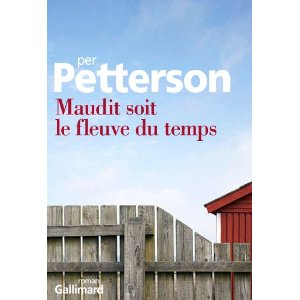 per
Petterson
Maudit soit
le fleuve du temps
roman
Gallimard